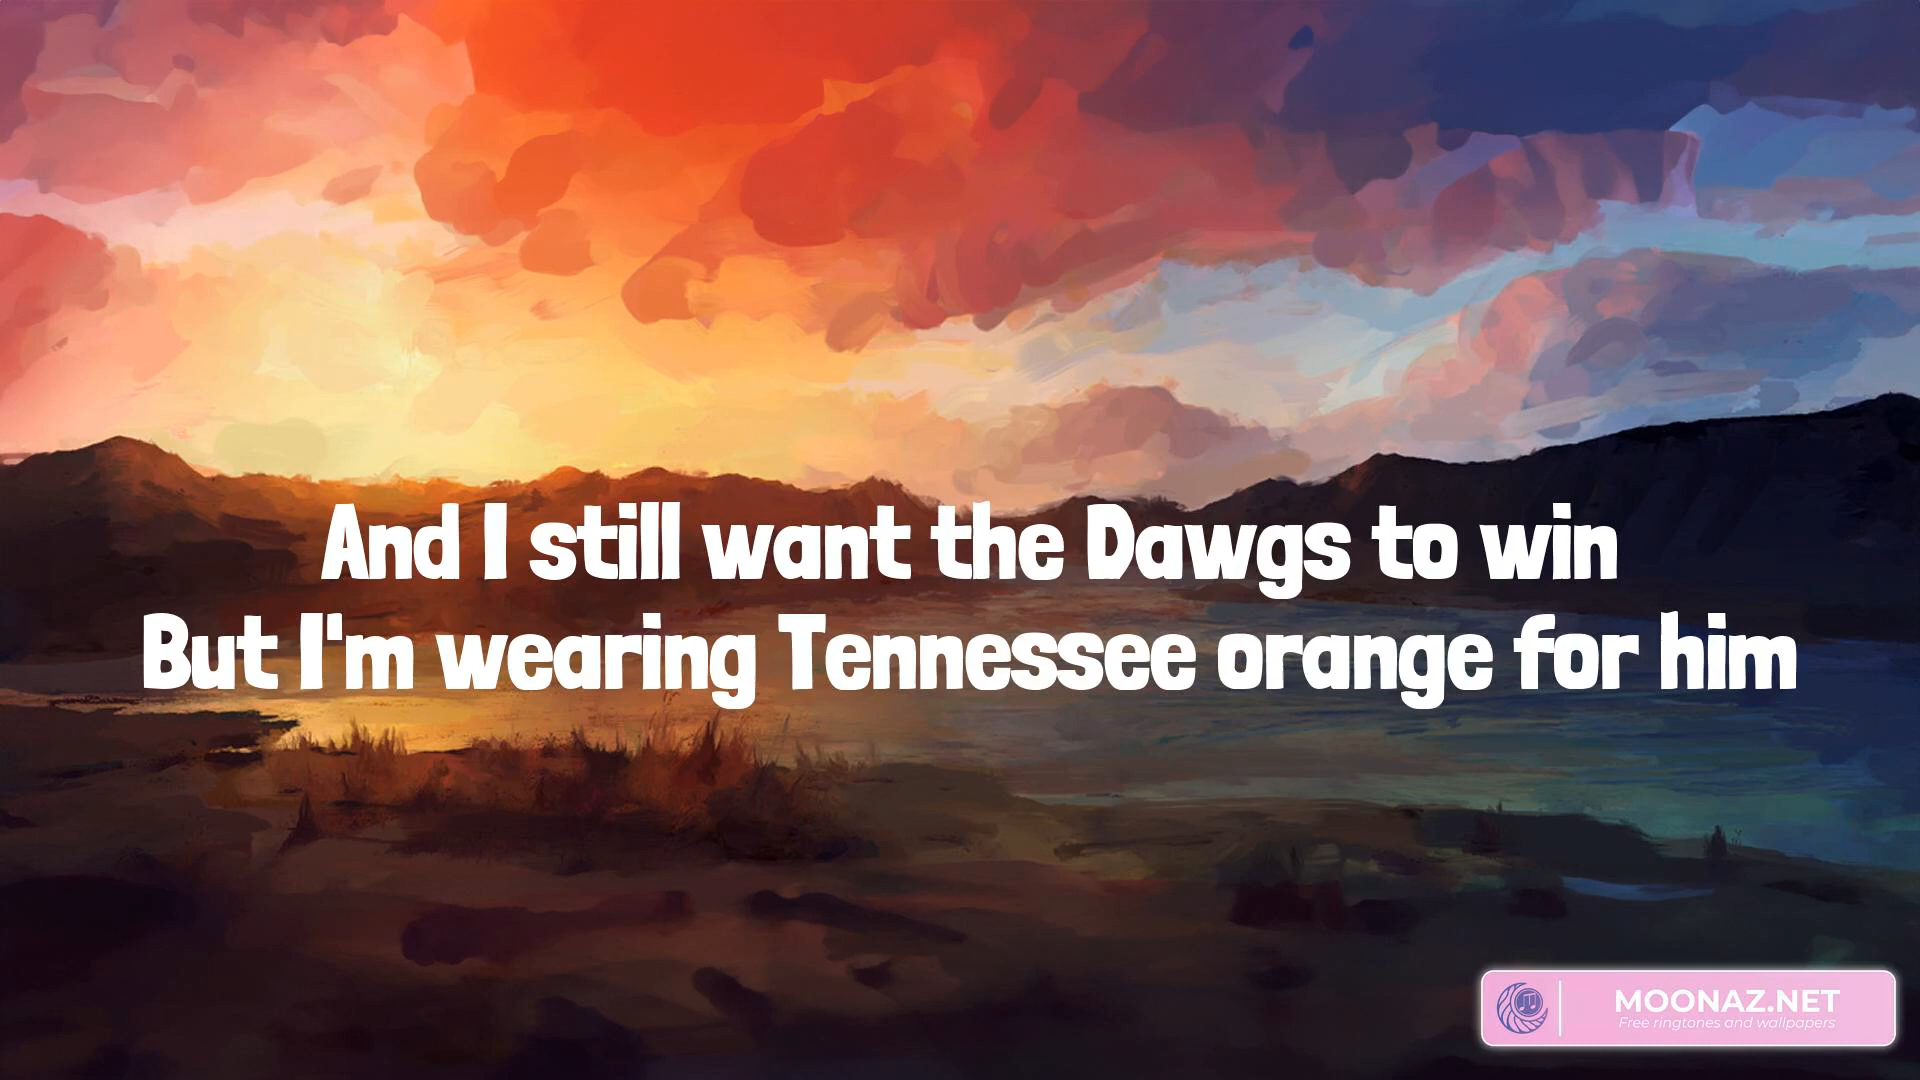 And I still want the Dawgs to win
But I'm wearing Tennessee orange for him
MOONAZ.NET
Free ringtones and wallpapers